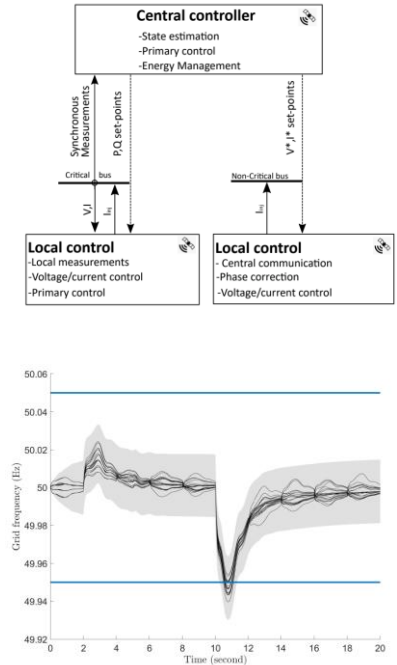 Central controller
-State estimation
-Primary control
-Energy Management
Synchronous
Measurements
P,Q set-points
V*,I* set-points
Critical bus
Non-Critical bus
V,I
I_inj
I_inj
Local control
-Local measurements
-Voltage/current control
-Primary control
Local control
- Central communication
-Phase correction
-Voltage/current control
50.06
50.04
50.02
50
49.98
49.96
49.94
49.92
Grid frequency (Hz)
0 2 4 6 8 10 12 14 16 18 20
Time (second)